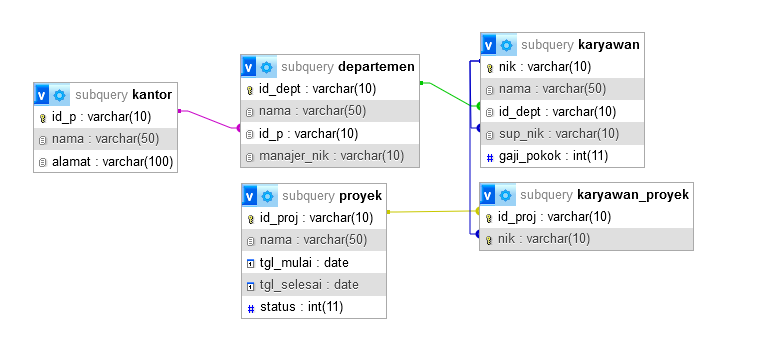 subquery kantor
id_p : varchar(10)
nama : varchar(50)
alamat : varchar(100)
subquery departemen
id_dept : varchar(10)
nama : varchar(50)
id_p : varchar(10)
manajer_nik : varchar(10)
subquery karyawan
nik : varchar(10)
nama : varchar(50)
id_dept : varchar(10)
sup_nik : varchar(10)
# gaji_pokok : int(11)
subquery proyek
id_proj : varchar(10)
nama : varchar(50)
tgl_mulai : date
tgl_selesai : date
# status : int(11)
subquery karyawan_proyek
id_proj : varchar(10)
nik : varchar(10)